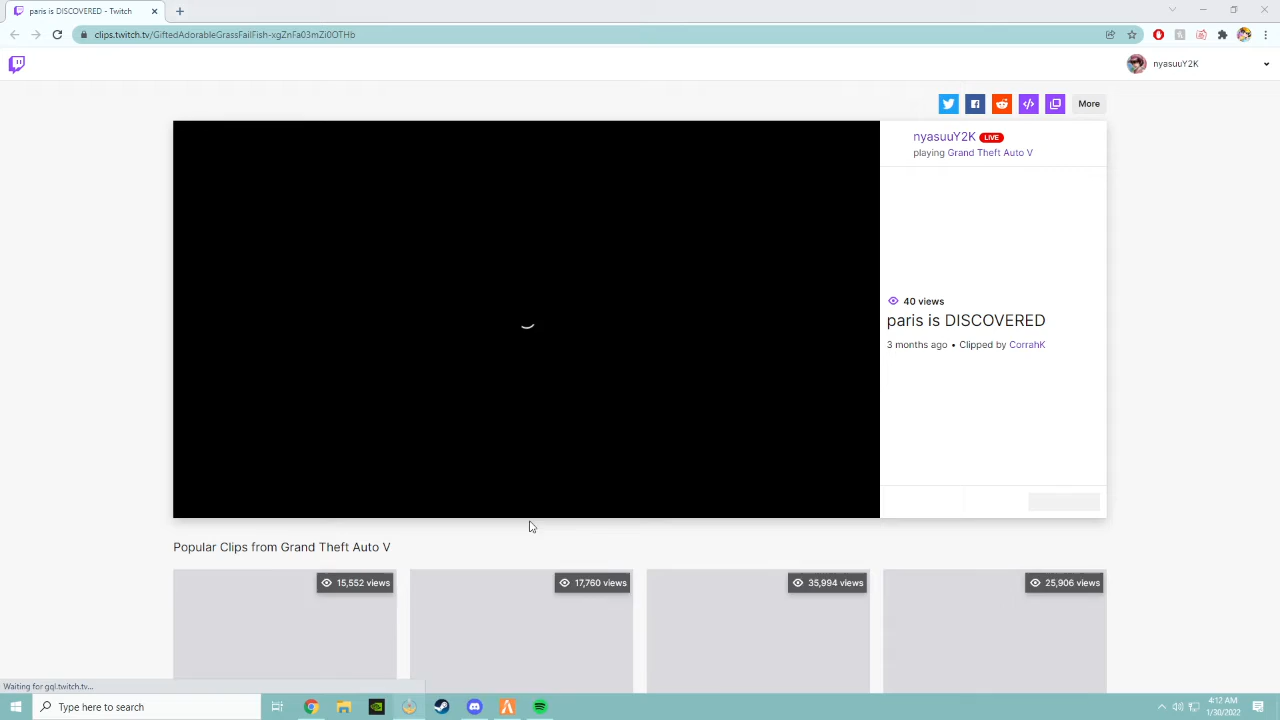 paris is DISCOVERED - Twitch
clips.twitch.tv/GiftedAdorableGrassFailFish-xgZnFa03mZi0OTHb
nyasuuY2K
More
nyasuuY2K LIVE
playing Grand Theft Auto V
40 views
paris is DISCOVERED
3 months ago • Clipped by CorrahK
Popular Clips from Grand Theft Auto V
15,552 views
17,760 views
35,994 views
25,906 views
Waiting for gql.twitch.tv...
Type here to search
4:12 AM
1/30/2022